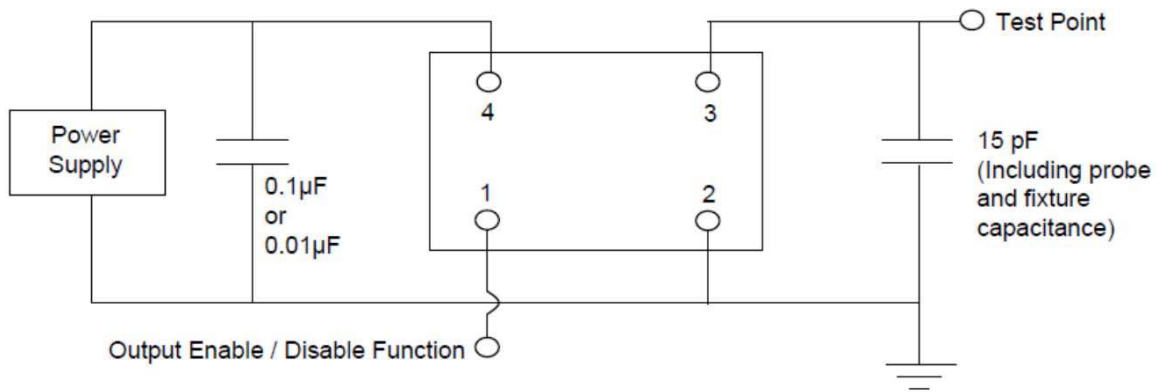 Test Point
Power
Supply
4
3
0.1µF
or
0.01µF
1
2
15 pF
(Including probe
and fixture
capacitance)
Output Enable / Disable Function